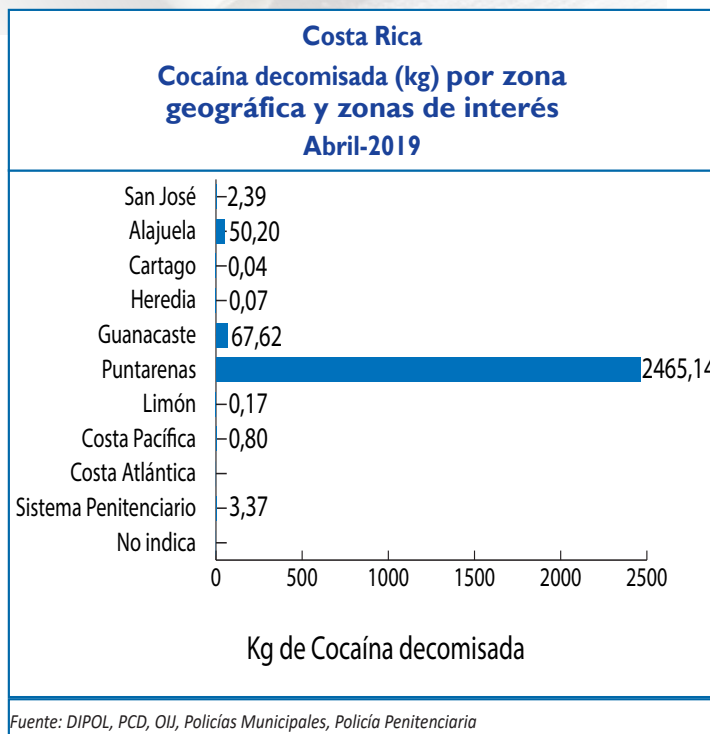 Costa Rica
Cocaína decomisada (kg) por zona
geográfica y zonas de interés
Abril-2019
San José 2,39
Alajuela 50,20
Cartago 0,04
Heredia 0,07
Guanacaste 67,62
Puntarenas 2465,14
Limón 0,17
Costa Pacífica 0,80
Costa Atlántica
Sistema Penitenciario 3,37
No indica
0 500 1000 1500 2000 2500
Kg de Cocaína decomisada
Fuente: DIPOL, PCD, OIJ, Policías Municipales, Policía Penitenciaria